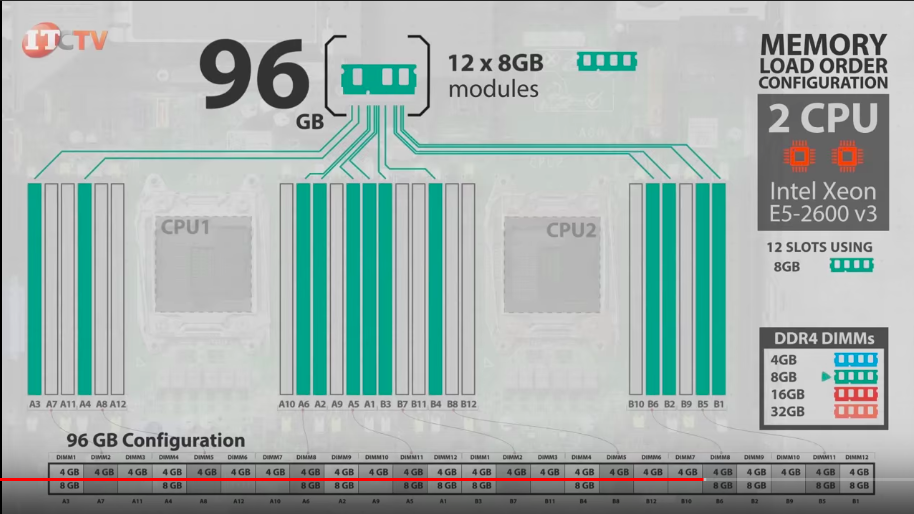 ITCTV
96
GB
12 x 8GB
modules
MEMORY
LOAD ORDER
CONFIGURATION
2 CPU
Intel Xeon
E5-2600 v3
12 SLOTS USING
8GB
CPU1
CPU2
DDR4 DIMMs
4GB
8GB
16GB
32GB
A3 A7 A11 A4 A8 A12
A10 A6 A2 A9 A5 A1 B3 B7 B11 B4 B8 B12
B10 B6 B2 B9 B5 B1
96 GB Configuration
DIMM1 DIMM2 DIMM3 DIMM4 DIMM5 DIMM6 DIMM7 DIMM8 DIMM9 DIMM10 DIMM11 DIMM12 DIMM1 DIMM2 DIMM3 DIMM4 DIMM5 DIMM6 DIMM7 DIMM8 DIMM9 DIMM10 DIMM11 DIMM12
4 GB 4 GB 4 GB 4 GB 4 GB 4 GB 4 GB 4 GB 4 GB 4 GB 4 GB 4 GB 4 GB 4 GB 4 GB 4 GB 4 GB 4 GB 4 GB 4 GB 4 GB 4 GB 4 GB 4 GB
8 GB 8 GB 8 GB 8 GB 8 GB 8 GB 8 GB 8 GB 8 GB 8 GB 8 GB 8 GB
A3 A7 A11 A4 A8 A12 A10 A6 A2 A9 A5 A1 B3 B7 B11 B4 B8 B12 B10 B6 B2 B9 B5 B1